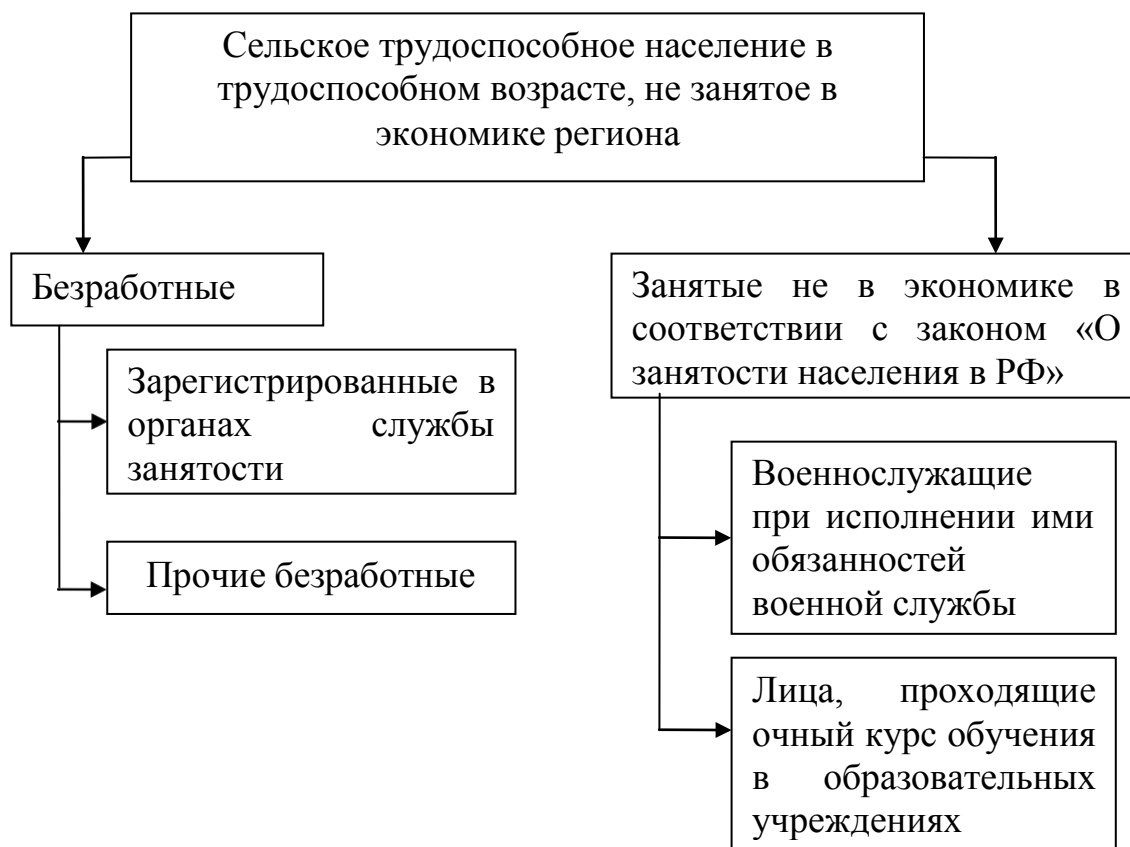 Сельское трудоспособное население в
трудоспособном возрасте, не занятое в
экономике региона
Безработные
Зарегистрированные в
органах службы
занятости
Прочие безработные
Занятые не в экономике в
соответствии с законом «О
занятости населения в РФ»
Военнослужащие
при исполнении ими
обязанностей
военной службы
Лица, проходящие
очный курс обучения
в образовательных
учреждениях